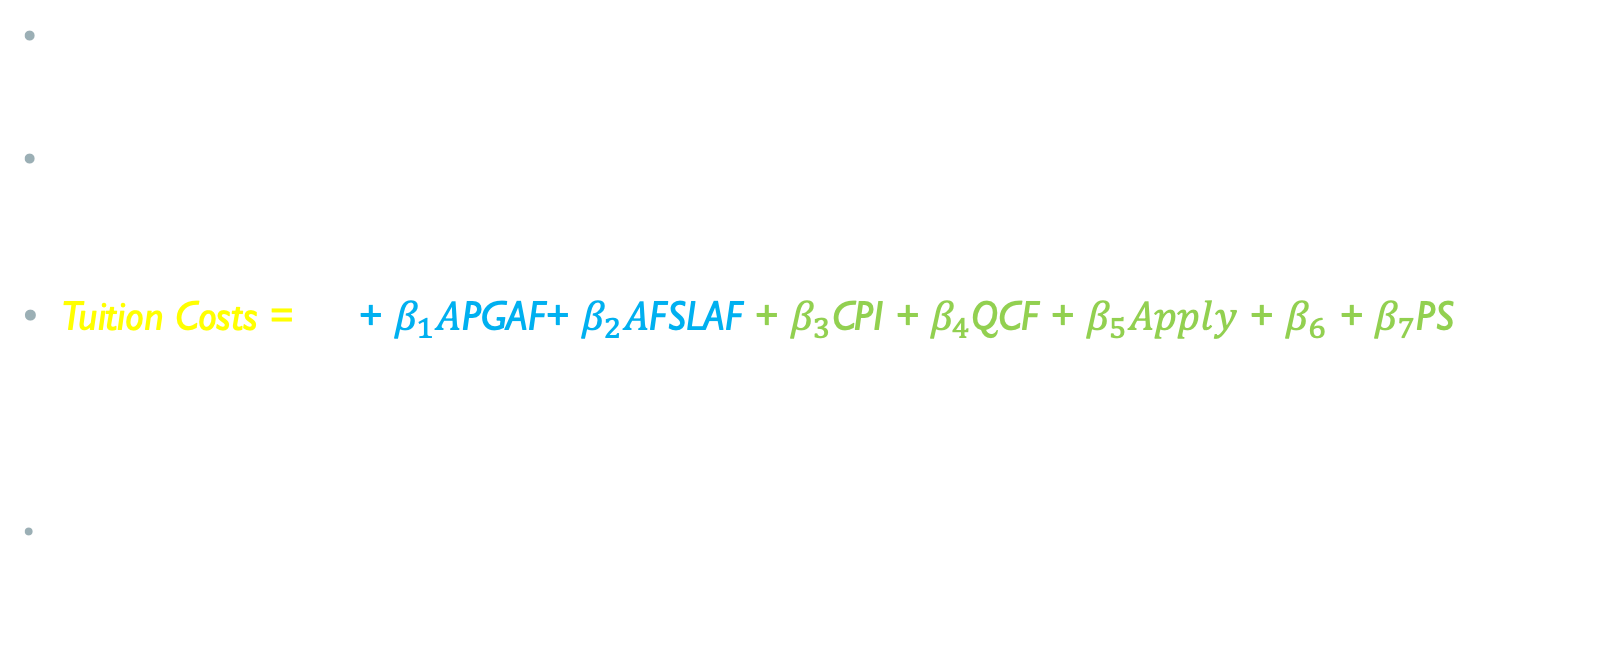 • 
• 
• Tuition Costs = + β₁APGAF+ β₂AFSLAF + β₃CPI + β₄QCF + β₅Apply + β₆ + β₇PS
•